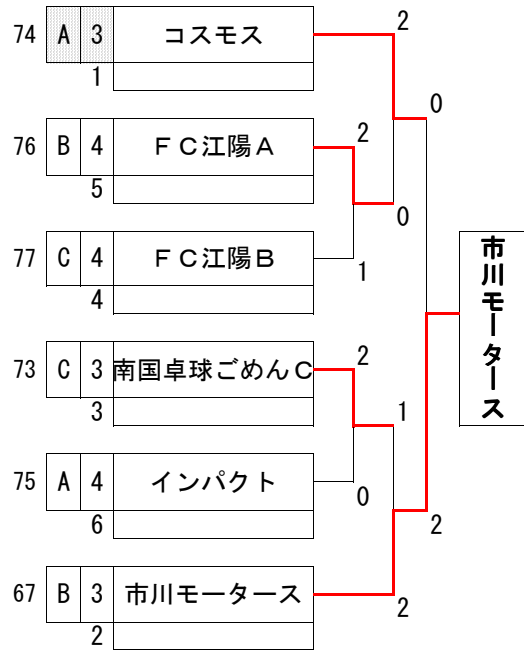 74 A 3 コスモス 2
1
0
76 B 4 FC江陽A 2
5
0
77 C 4 FC江陽B 1
4
市川モータース
73 C 3 南国卓球ごめんC 2
3
1
75 A 4 インパクト 0
6
2
67 B 3 市川モータース 2
2